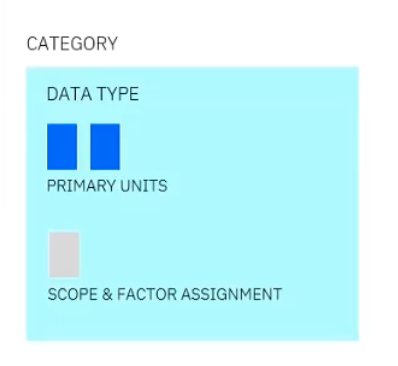 CATEGORY
DATA TYPE
PRIMARY UNITS
SCOPE & FACTOR ASSIGNMENT